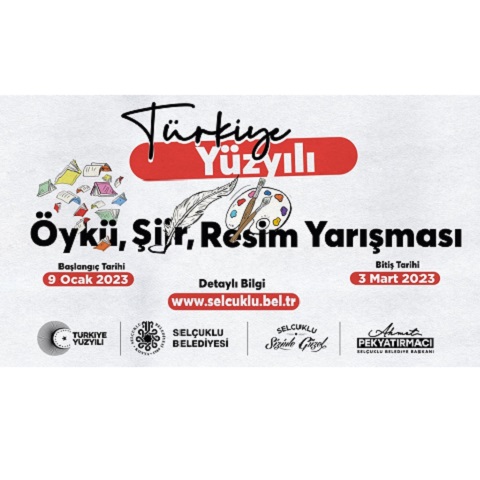 Türkiye
Yüzyılı
Öykü, Şiir, Resim Yarışması
Başlangıç Tarihi
9 Ocak 2023
Bitiş Tarihi
3 Mart 2023
Detaylı Bilgi
www.selcuklu.bel.tr
TÜRKİYE
YÜZYILI
SELÇUKLU
BELEDİYESİ
SELÇUKLU
Sizinle Güzel
Ahmet
PEKYATIRMACI
SELÇUKLU BELEDİYE BAŞKANI